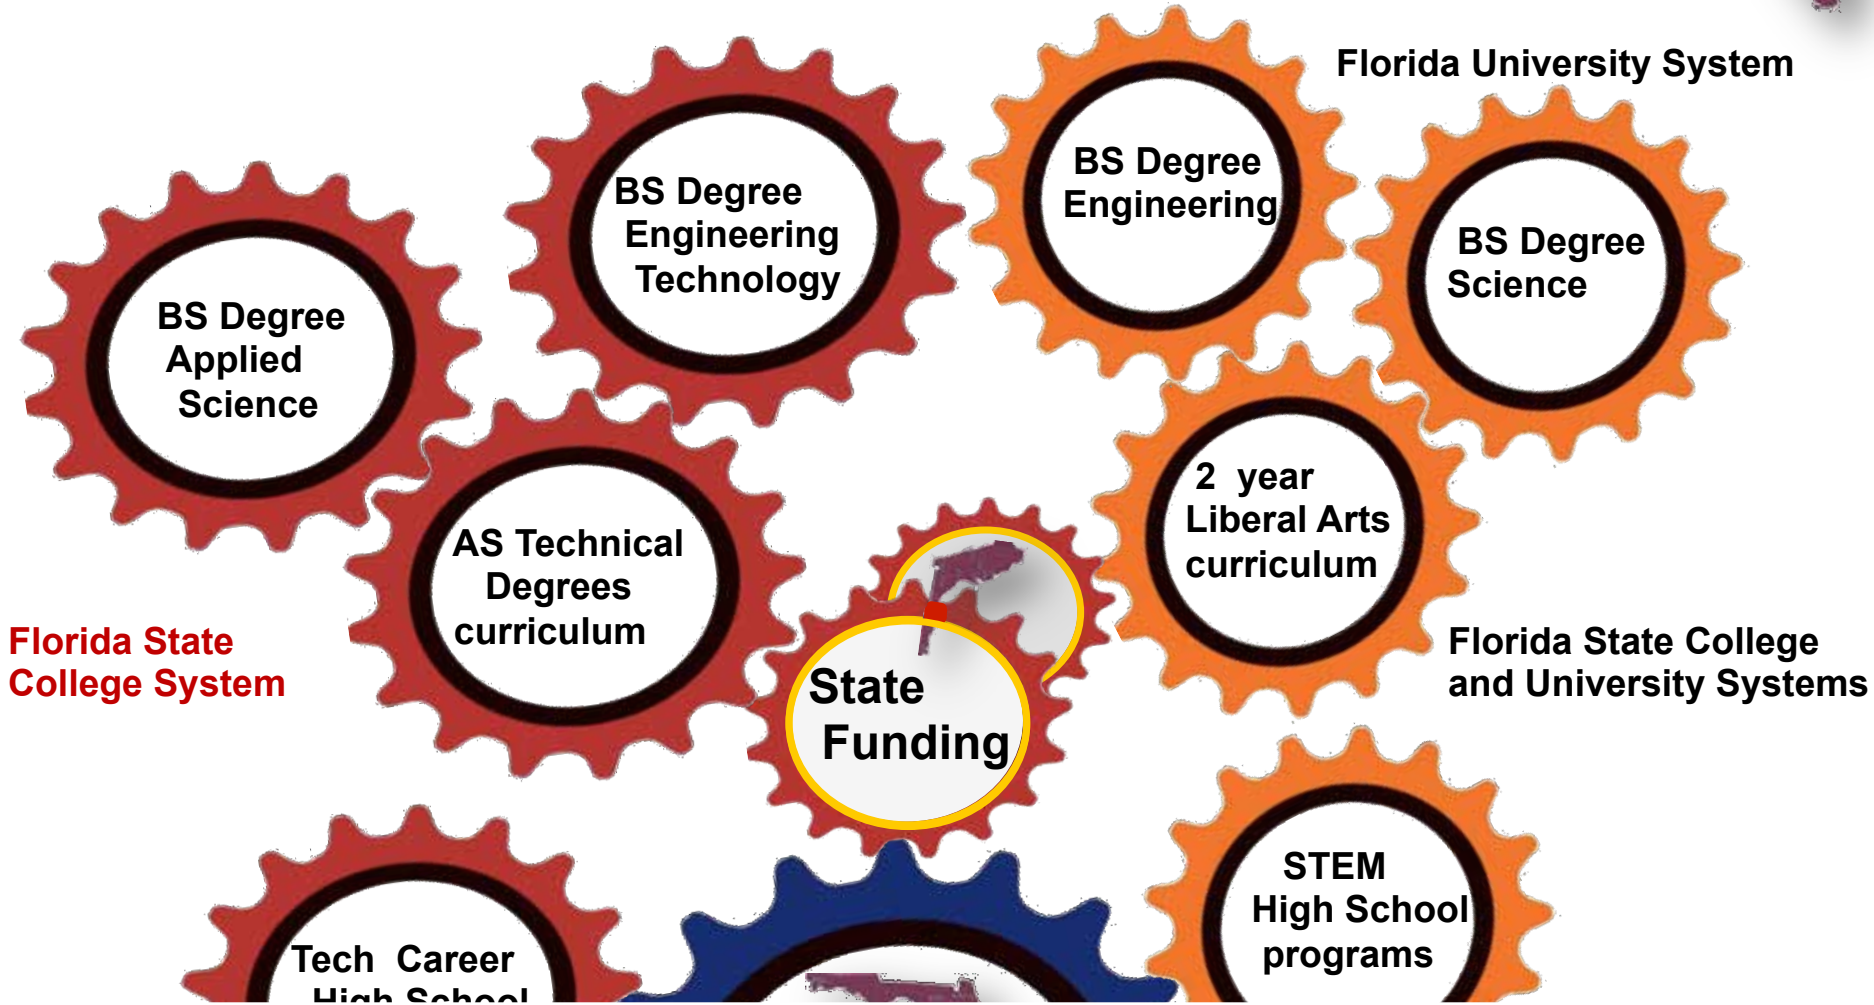 Florida University System
BS Degree
Engineering
Technology
BS Degree
Engineering
BS Degree
Science
BS Degree
Applied
Science
2 year
Liberal Arts
curriculum
AS Technical
Degrees
curriculum
Florida State
College System
State
Funding
Florida State College
and University Systems
STEM
High School
programs
Tech Career
High School